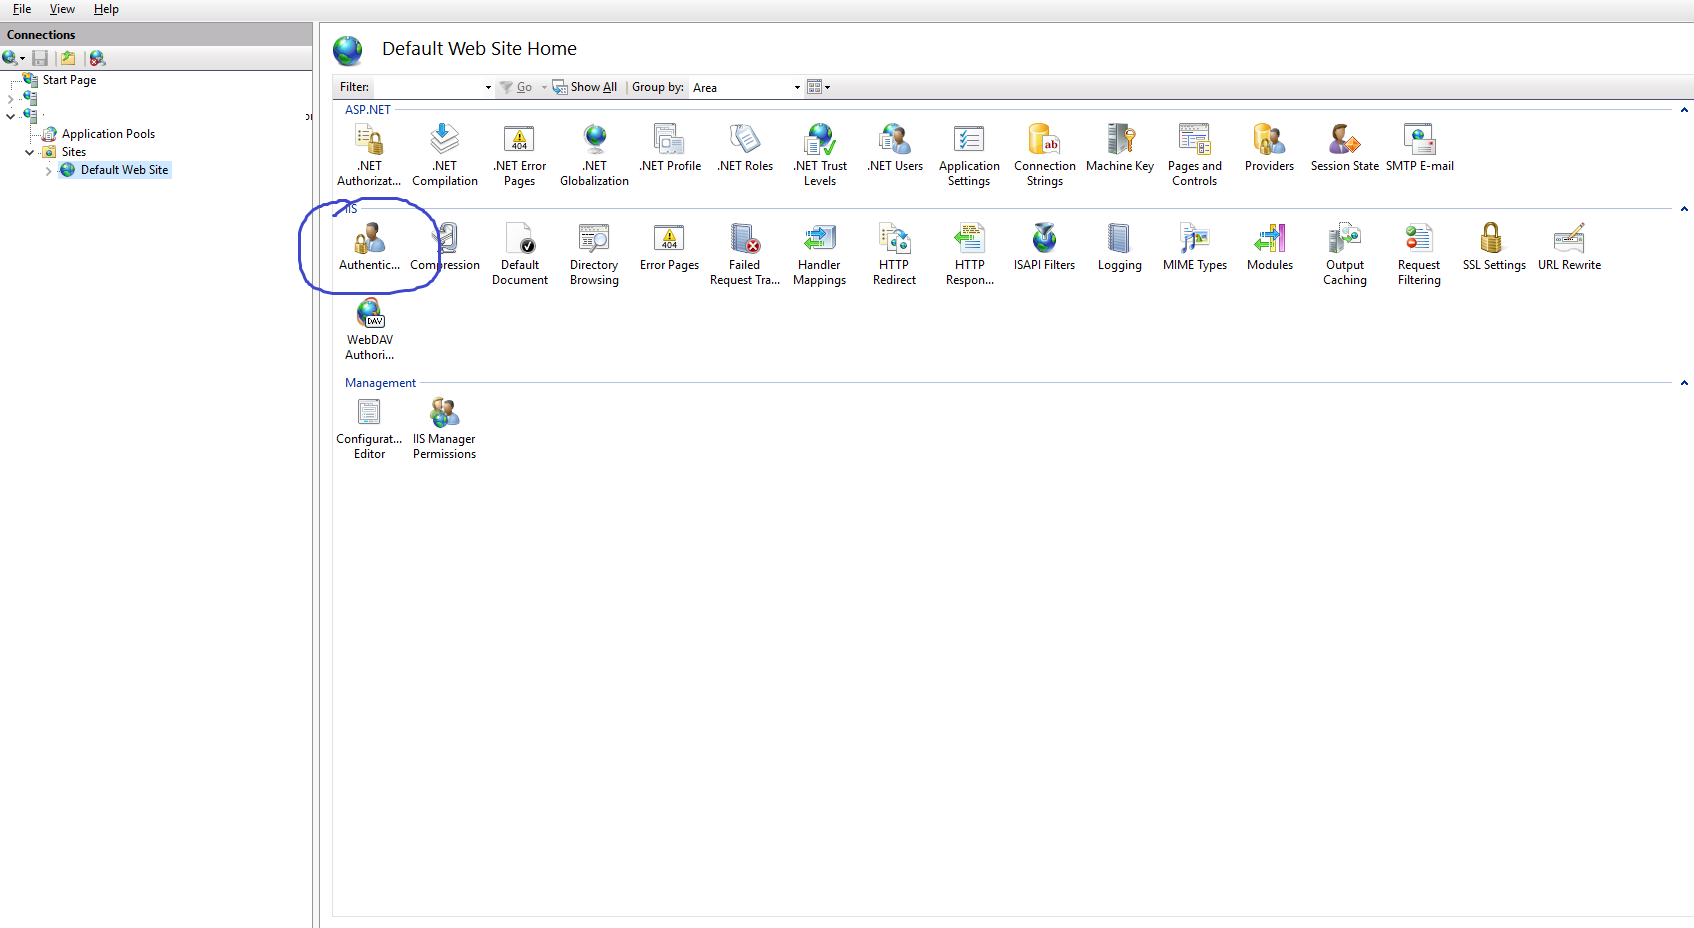 File View Help
Connections
Start Page
Application Pools
Sites
Default Web Site
Default Web Site Home
Filter: Go Show All Group by: Area
ASP.NET
.NET Authorizat...
.NET Compilation
.NET Error Pages
.NET Globalization
.NET Profile
.NET Roles
.NET Trust Levels
.NET Users
Application Settings
Connection Strings
Machine Key
Pages and Controls
Providers
Session State
SMTP E-mail
IIS
Authentic...
Compression
Default Document
Directory Browsing
Error Pages
Failed Request Tra...
Handler Mappings
HTTP Redirect
HTTP Respon...
ISAPI Filters
Logging
MIME Types
Modules
Output Caching
Request Filtering
SSL Settings
URL Rewrite
WebDAV Authori...
Management
Configurat... Editor
IIS Manager Permissions